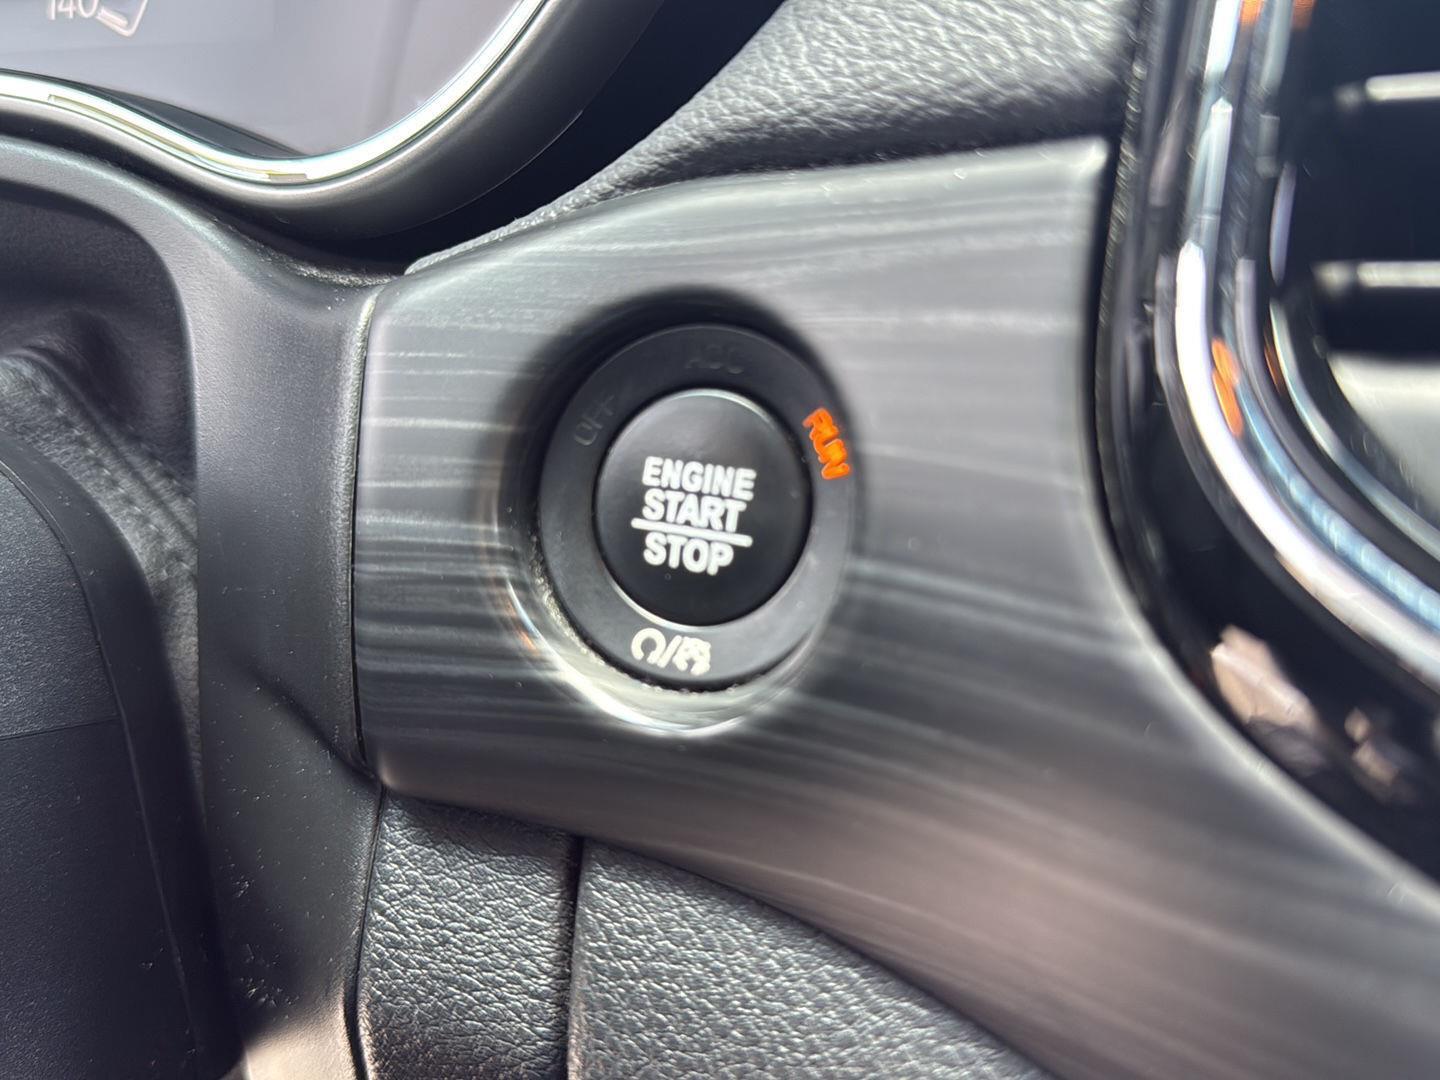 140
ACC
OFF
RUN
ENGINE
START
STOP